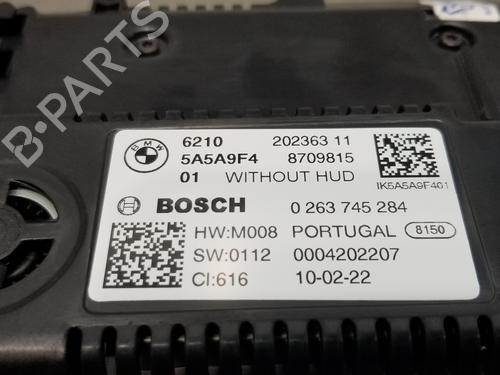 BMW
6210 202363 11
5A5A9F4 8709815
01 WITHOUT HUD
IK5A5A9F401
BOSCH 0 263 745 284
HW:M008 PORTUGAL 8150
SW:0112 0004202207
CI:616 10-02-22
B-PARTS